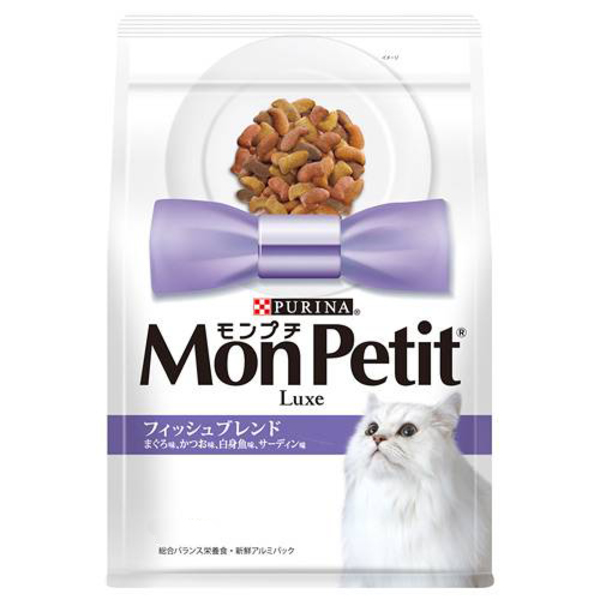 イメージ
PURINA®
モンプチ
MonPetit®
Luxe
フィッシュブレンド
まぐろ味、かつお味、白身魚味、サーディン味
総合バランス栄養食・新鮮アルミパック